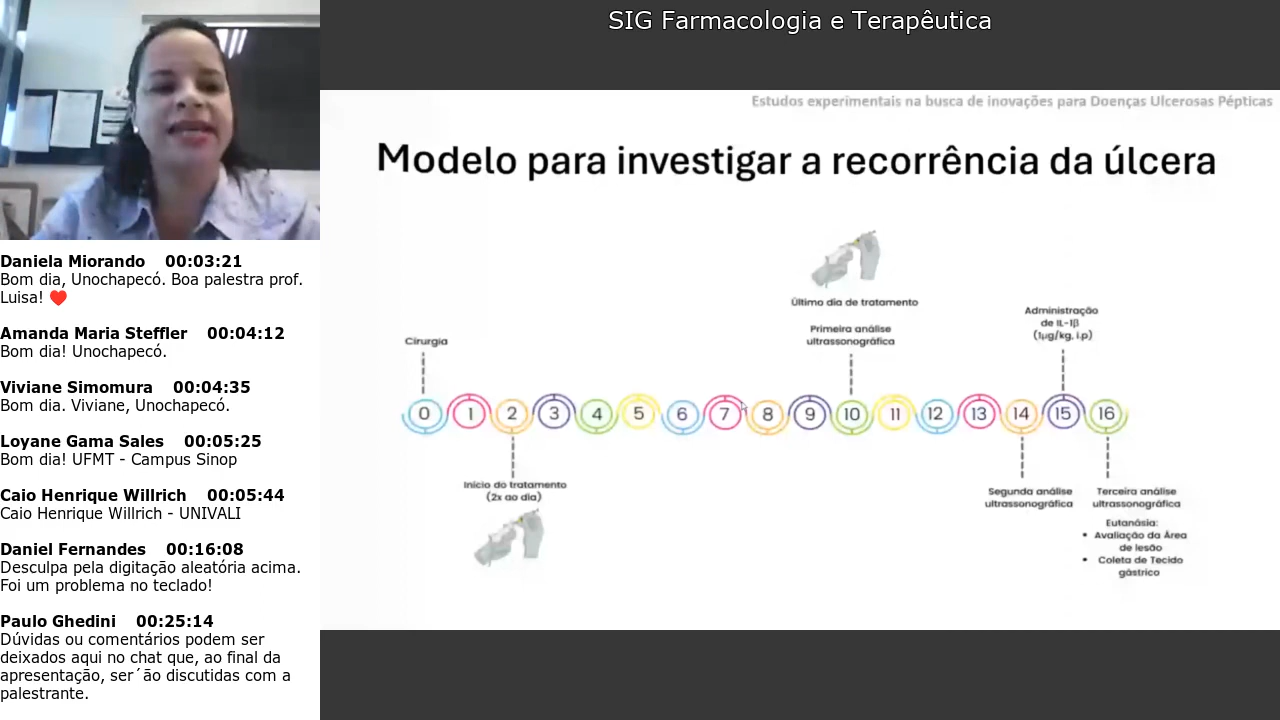 SIG Farmacologia e Terapêutica
Estudos experimentais na busca de inovações para Doenças Ulcerosas Pépticas
Modelo para investigar a recorrência da úlcera
Último dia de tratamento
Administração
de IL-1β
(1µg/kg, i.p)
Primeira análise
ultrassonográfica
Cirurgia
0 1 2 3 4 5 6 7 8 9 10 11 12 13 14 15 16
Início do tratamento
(2x ao dia)
Segunda análise
ultrassonográfica
Terceira análise
ultrassonográfica
Eutanásia:
• Avaliação da Área
de lesão
• Coleta de Tecido
gástrico
Daniela Miorando 00:03:21
Bom dia, Unochapecó. Boa palestra prof.
Luisa! ❤️
Amanda Maria Steffler 00:04:12
Bom dia! Unochapecó.
Viviane Simomura 00:04:35
Bom dia. Viviane, Unochapecó.
Loyane Gama Sales 00:05:25
Bom dia! UFMT - Campus Sinop
Caio Henrique Willrich 00:05:44
Caio Henrique Willrich - UNIVALI
Daniel Fernandes 00:16:08
Desculpa pela digitação aleatória acima.
Foi um problema no teclado!
Paulo Ghedini 00:25:14
Dúvidas ou comentários podem ser
deixados aqui no chat que, ao final da
apresentação, ser´ão discutidas com a
palestrante.